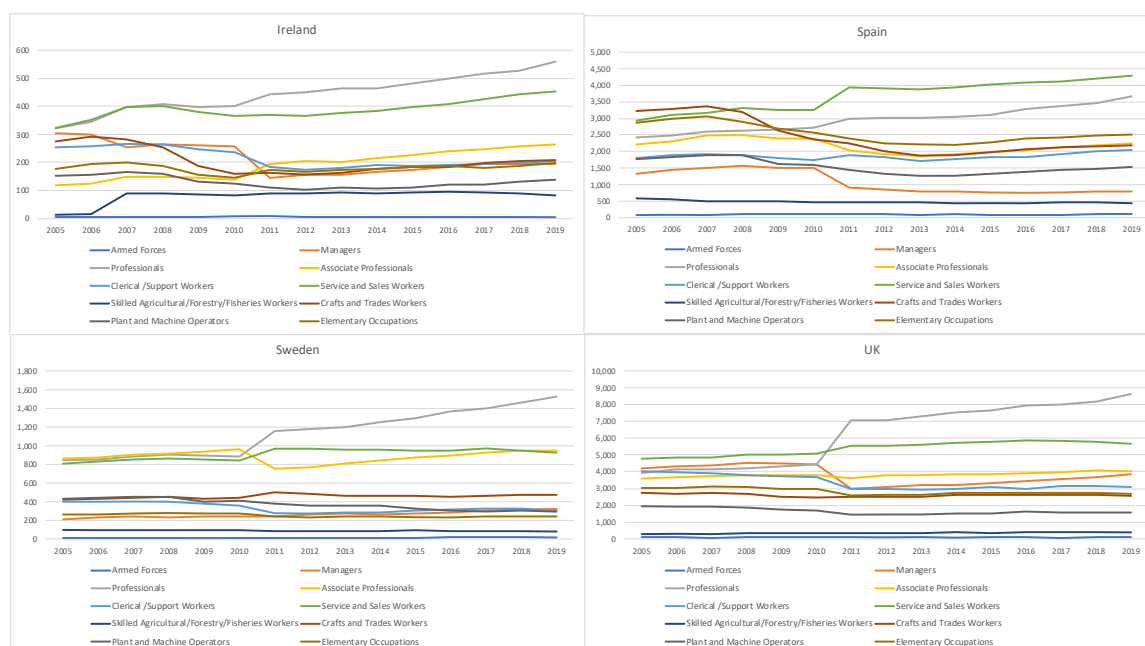 Ireland
600
500
400
300
200
100
0
2005 2006 2007 2008 2009 2010 2011 2012 2013 2014 2015 2016 2017 2018 2019
Armed Forces Managers
Professionals Associate Professionals
Clerical /Support Workers Service and Sales Workers
Skilled Agricultural/Forestry/Fisheries Workers Crafts and Trades Workers
Plant and Machine Operators Elementary Occupations
Spain
5,000
4,500
4,000
3,500
3,000
2,500
2,000
1,500
1,000
500
0
2005 2006 2007 2008 2009 2010 2011 2012 2013 2014 2015 2016 2017 2018 2019
Armed Forces Managers
Professionals Associate Professionals
Clerical /Support Workers Service and Sales Workers
Skilled Agricultural/Forestry/Fisheries Workers Crafts and Trades Workers
Plant and Machine Operators Elementary Occupations
Sweden
1,800
1,600
1,400
1,200
1,000
800
600
400
200
0
2005 2006 2007 2008 2009 2010 2011 2012 2013 2014 2015 2016 2017 2018 2019
Armed Forces Managers
Professionals Associate Professionals
Clerical /Support Workers Service and Sales Workers
Skilled Agricultural/Forestry/Fisheries Workers Crafts and Trades Workers
Plant and Machine Operators Elementary Occupations
UK
10,000
9,000
8,000
7,000
6,000
5,000
4,000
3,000
2,000
1,000
0
2005 2006 2007 2008 2009 2010 2011 2012 2013 2014 2015 2016 2017 2018 2019
Armed Forces Managers
Professionals Associate Professionals
Clerical /Support Workers Service and Sales Workers
Skilled Agricultural/Forestry/Fisheries Workers Crafts and Trades Workers
Plant and Machine Operators Elementary Occupations